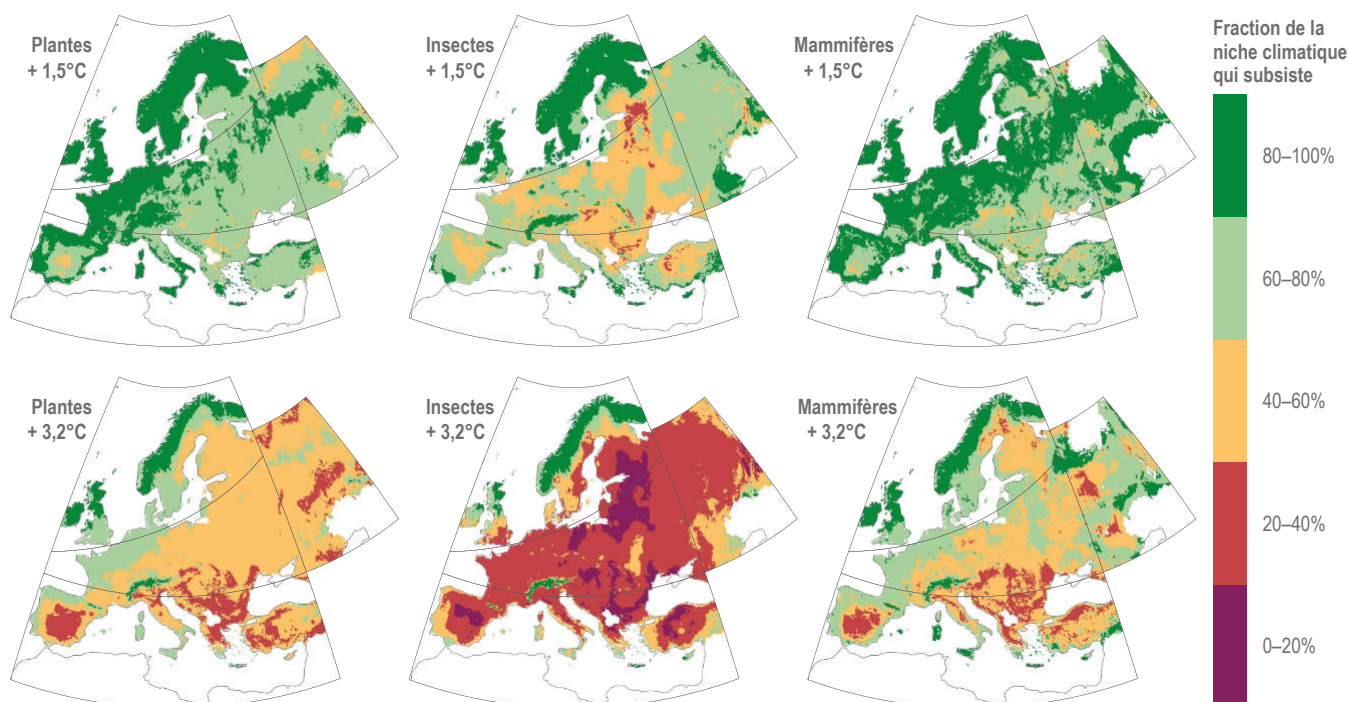 Plantes
+ 1,5°C
Insectes
+ 1,5°C
Mammifères
+ 1,5°C
Fraction de la
niche climatique
qui subsiste
80–100%
60–80%
40–60%
20–40%
0–20%
Plantes
+ 3,2°C
Insectes
+ 3,2°C
Mammifères
+ 3,2°C